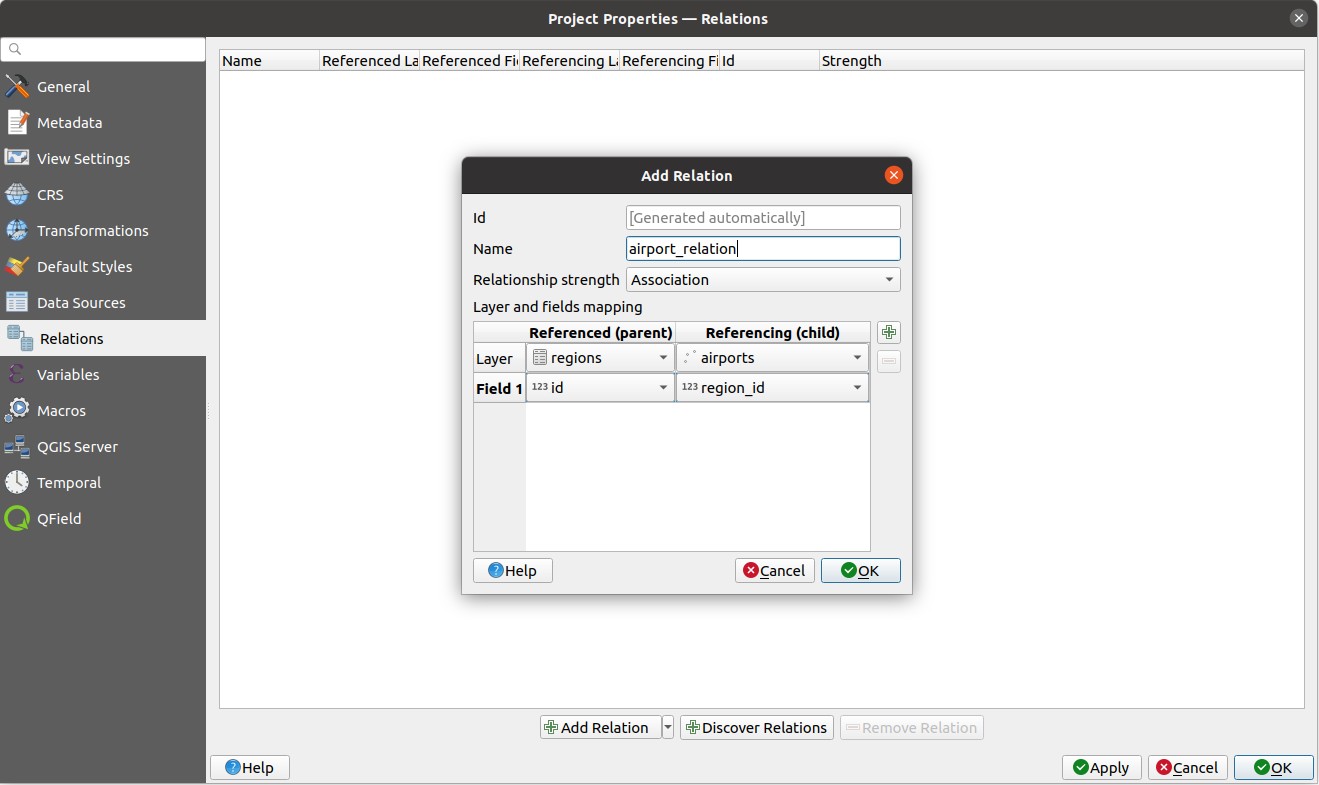 Project Properties — Relations
Name Referenced La Referenced Fi Referencing La Referencing Fi Id Strength
General
Metadata
View Settings
CRS
Transformations
Default Styles
Data Sources
Relations
Variables
Macros
QGIS Server
Temporal
QField
Add Relation
Id [Generated automatically]
Name airport_relation
Relationship strength Association
Layer and fields mapping
Referenced (parent) Referencing (child)
Layer regions airports
Field 1 123 id 123 region_id
Help Cancel OK
Add Relation Discover Relations Remove Relation
Help Apply Cancel OK